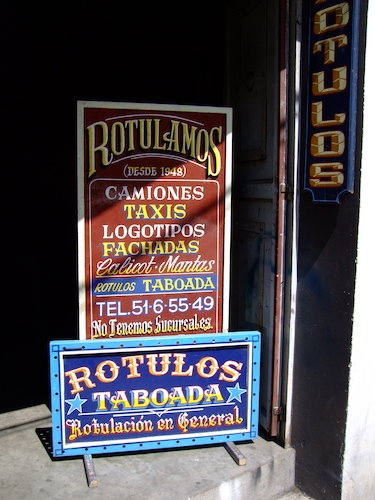 ROTULAMOS
(DESDE 1948)
CAMIONES
TAXIS
LOGOTIPOS
FACHADAS
Calicot-Mantas
ROTULOS TABOADA
TEL. 51-6-55-49
No Tenemos Sucursales.
ROTULOS
TABOADA
Rotulación en General
ROTULOS